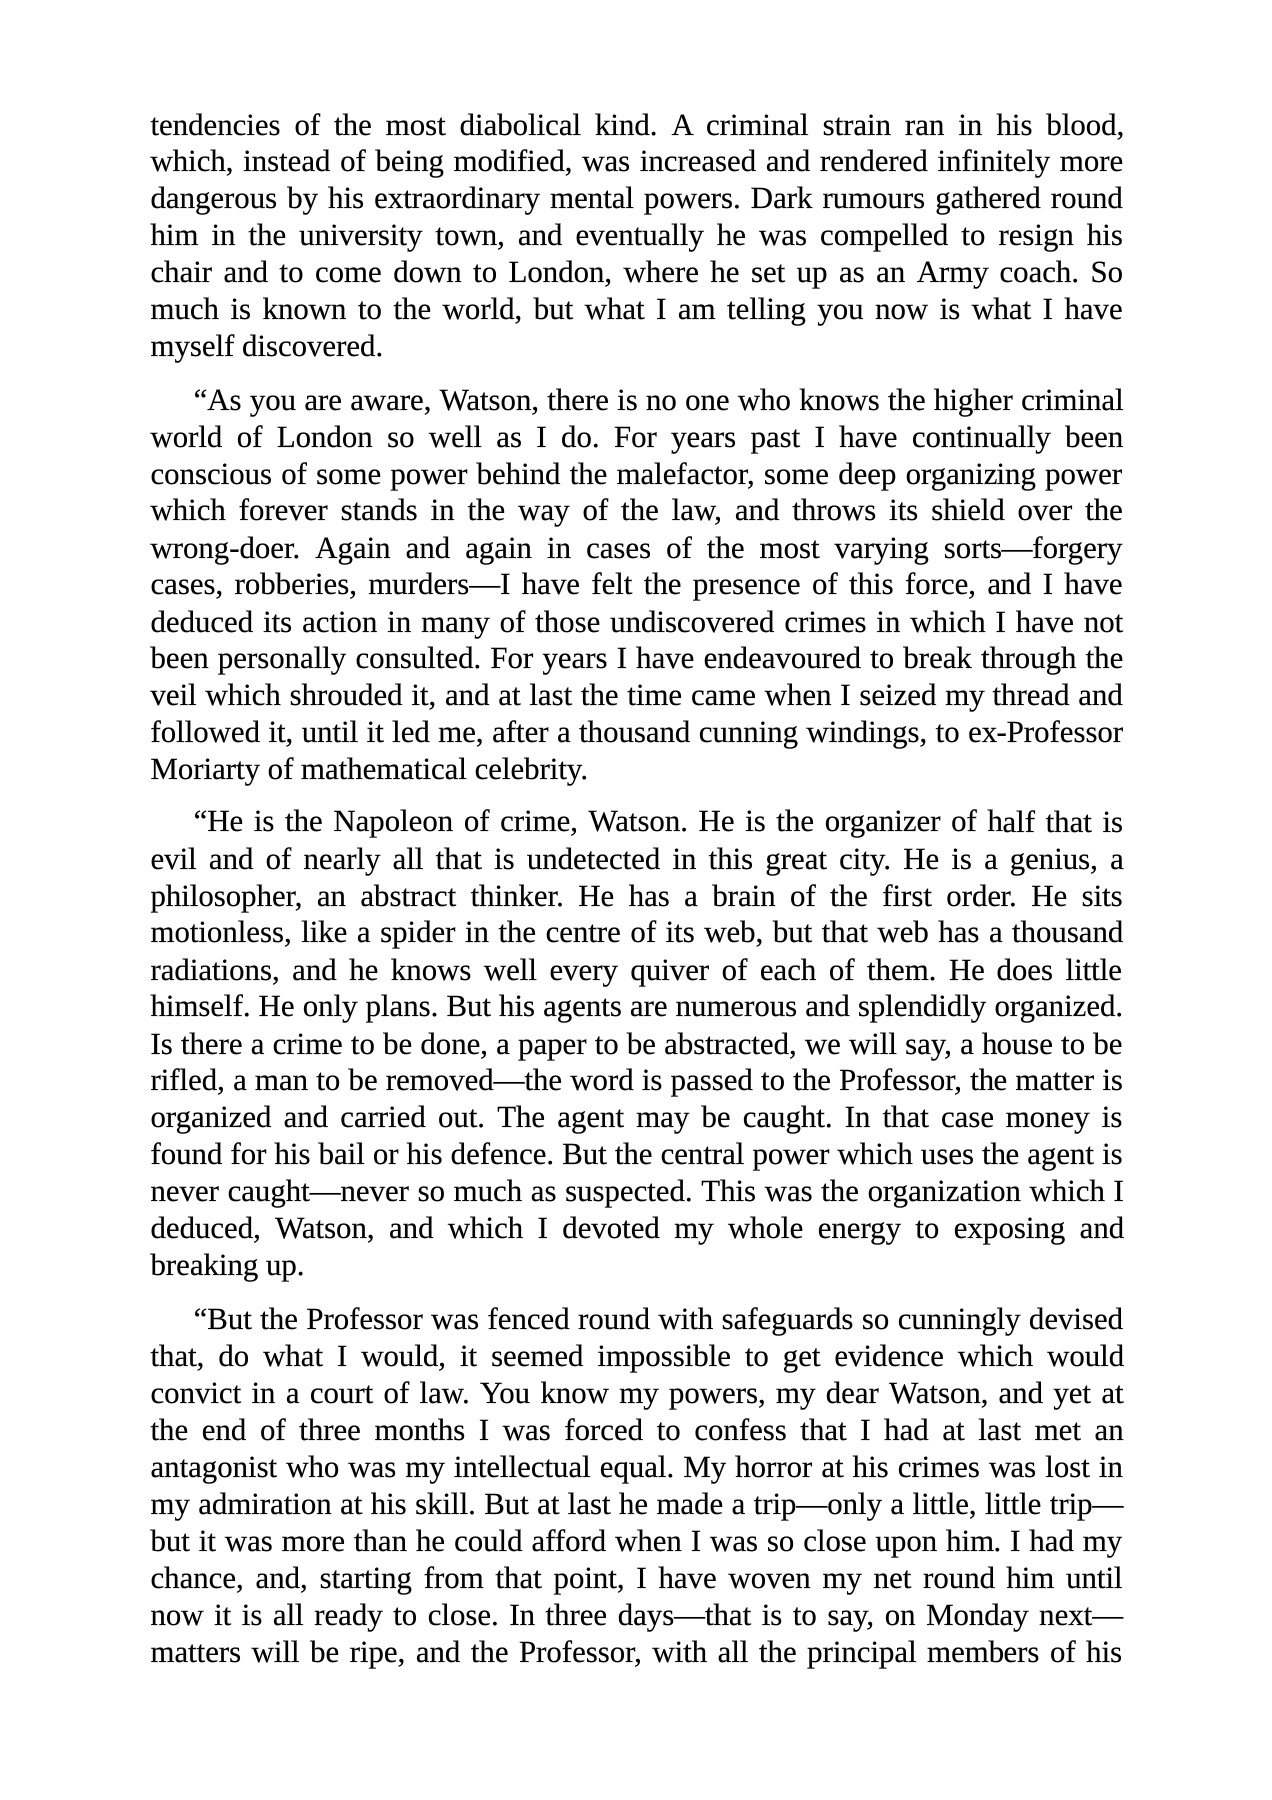 tendencies of the most diabolical kind. A criminal strain ran in his blood,
which, instead of being modified, was increased and rendered infinitely more
dangerous by his extraordinary mental powers. Dark rumours gathered round
him in the university town, and eventually he was compelled to resign his
chair and to come down to London, where he set up as an Army coach. So
much is known to the world, but what I am telling you now is what I have
myself discovered.
“As you are aware, Watson, there is no one who knows the higher criminal
world of London so well as I do. For years past I have continually been
conscious of some power behind the malefactor, some deep organizing power
which forever stands in the way of the law, and throws its shield over the
wrong-doer. Again and again in cases of the most varying sorts—forgery
cases, robberies, murders—I have felt the presence of this force, and I have
deduced its action in many of those undiscovered crimes in which I have not
been personally consulted. For years I have endeavoured to break through the
veil which shrouded it, and at last the time came when I seized my thread and
followed it, until it led me, after a thousand cunning windings, to ex-Professor
Moriarty of mathematical celebrity.
“He is the Napoleon of crime, Watson. He is the organizer of half that is
evil and of nearly all that is undetected in this great city. He is a genius, a
philosopher, an abstract thinker. He has a brain of the first order. He sits
motionless, like a spider in the centre of its web, but that web has a thousand
radiations, and he knows well every quiver of each of them. He does little
himself. He only plans. But his agents are numerous and splendidly organized.
Is there a crime to be done, a paper to be abstracted, we will say, a house to be
rifled, a man to be removed—the word is passed to the Professor, the matter is
organized and carried out. The agent may be caught. In that case money is
found for his bail or his defence. But the central power which uses the agent is
never caught—never so much as suspected. This was the organization which I
deduced, Watson, and which I devoted my whole energy to exposing and
breaking up.
“But the Professor was fenced round with safeguards so cunningly devised
that, do what I would, it seemed impossible to get evidence which would
convict in a court of law. You know my powers, my dear Watson, and yet at
the end of three months I was forced to confess that I had at last met an
antagonist who was my intellectual equal. My horror at his crimes was lost in
my admiration at his skill. But at last he made a trip—only a little, little trip—
but it was more than he could afford when I was so close upon him. I had my
chance, and, starting from that point, I have woven my net round him until
now it is all ready to close. In three days—that is to say, on Monday next—
matters will be ripe, and the Professor, with all the principal members of his